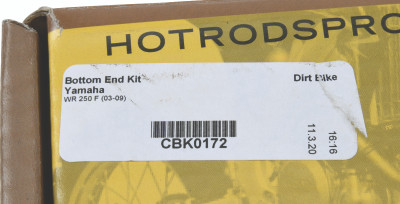 HOTRODSPRO
Bottom End Kit
Yamaha
WR 250 F (03-09)
Dirt Bike
CBK0172
11.3.20 16:16